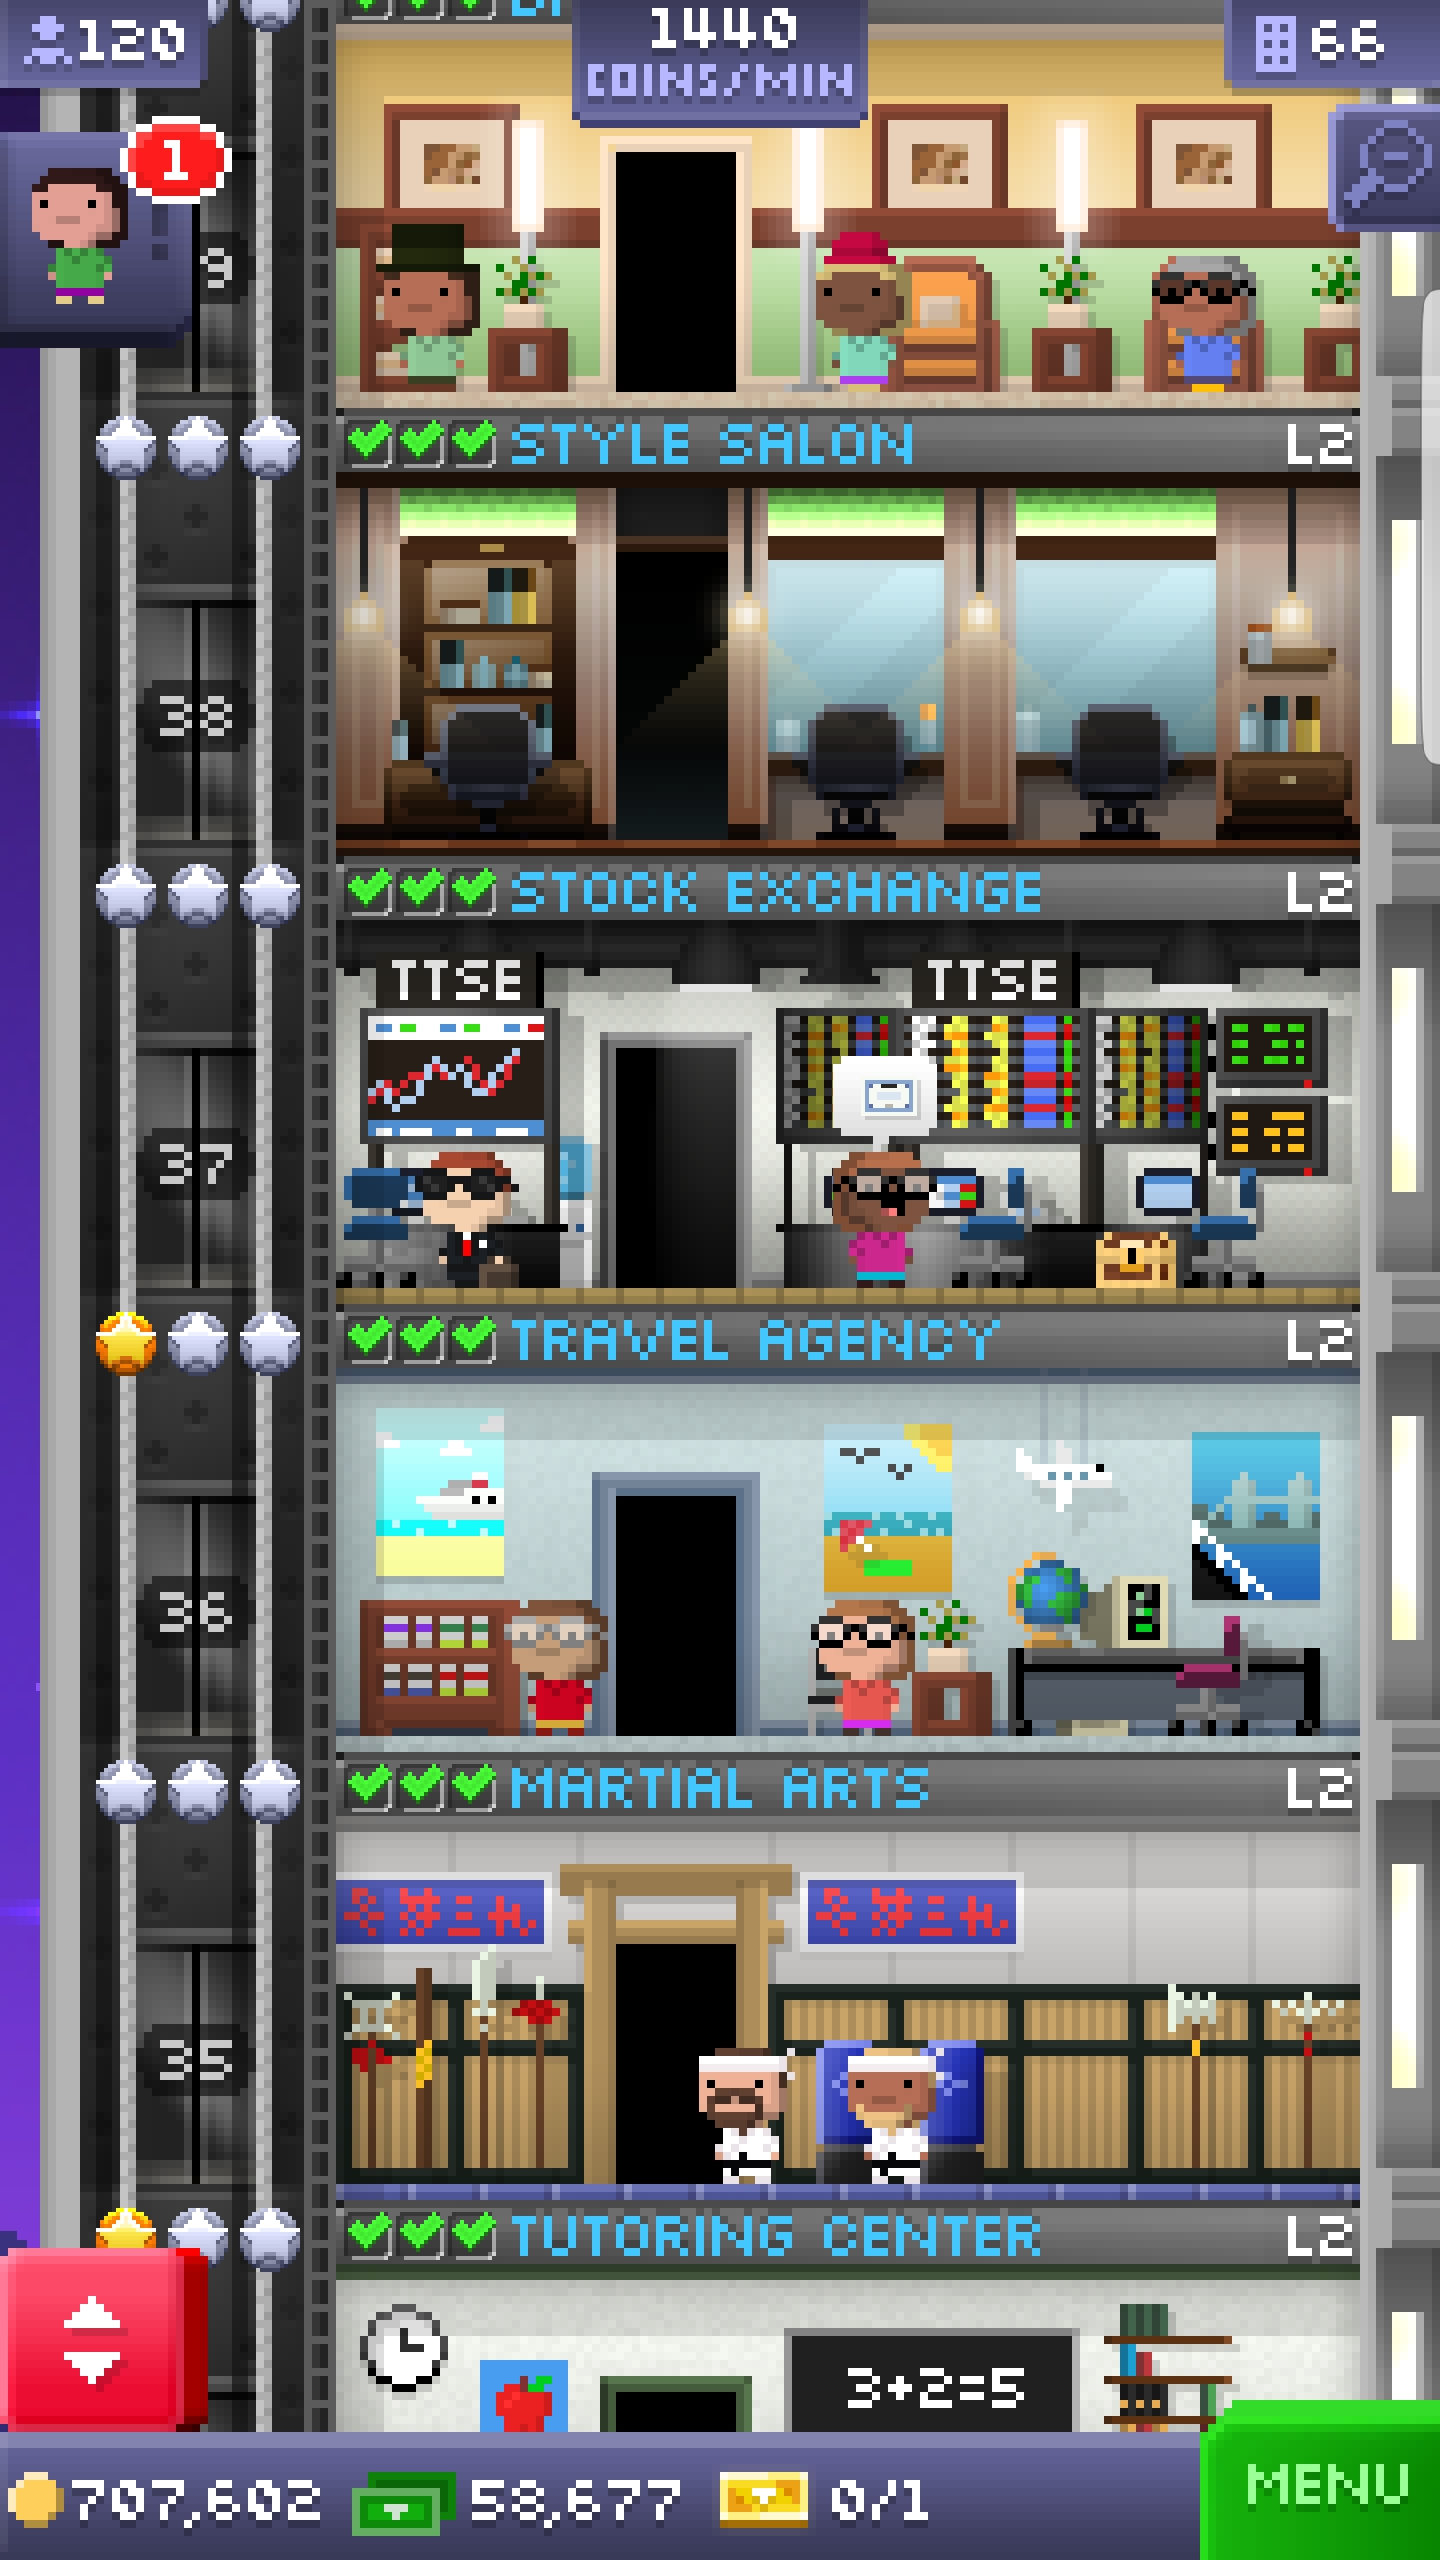 120
1440
COINS/MIN
66
1
STYLE SALON L2
38
STOCK EXCHANGE L2
TTSE TTSE
37
TRAVEL AGENCY L2
36
MARTIAL ARTS L2
35
TUTORING CENTER L2
3+2=5
707,602 58,677 0/1
MENU